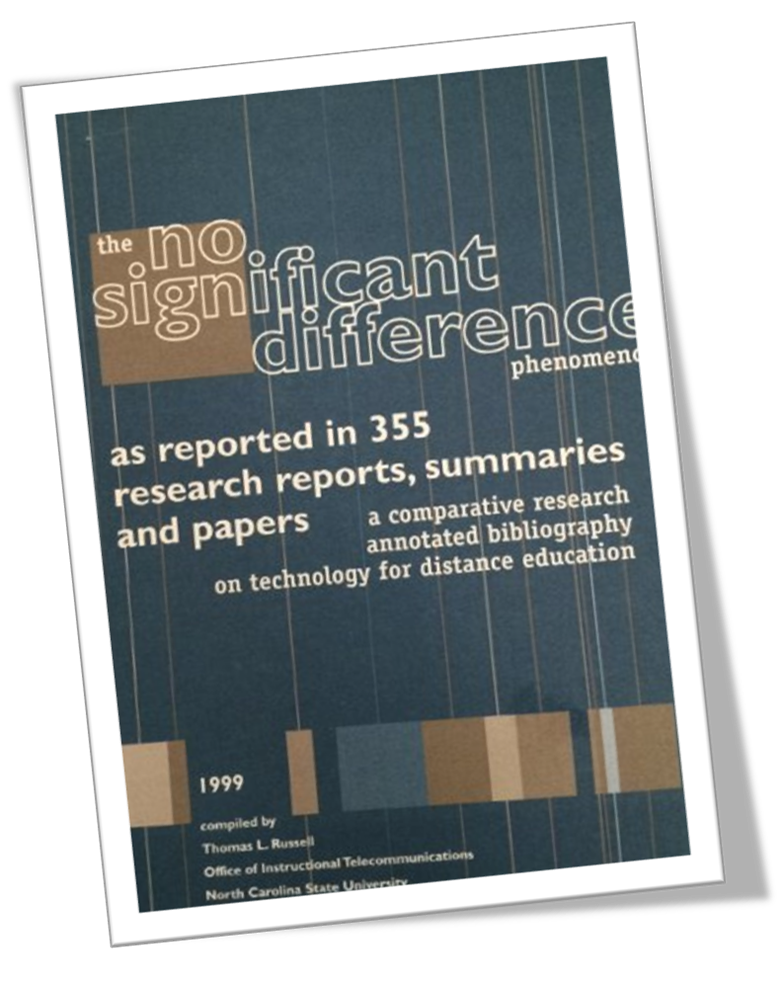 the no
significant
difference
phenomeno
as reported in 355
research reports, summaries
and papers
a comparative research
annotated bibliography
on technology for distance education
1999
compiled by
Thomas L. Russell
Office of Instructional Telecommunications
North Carolina State University